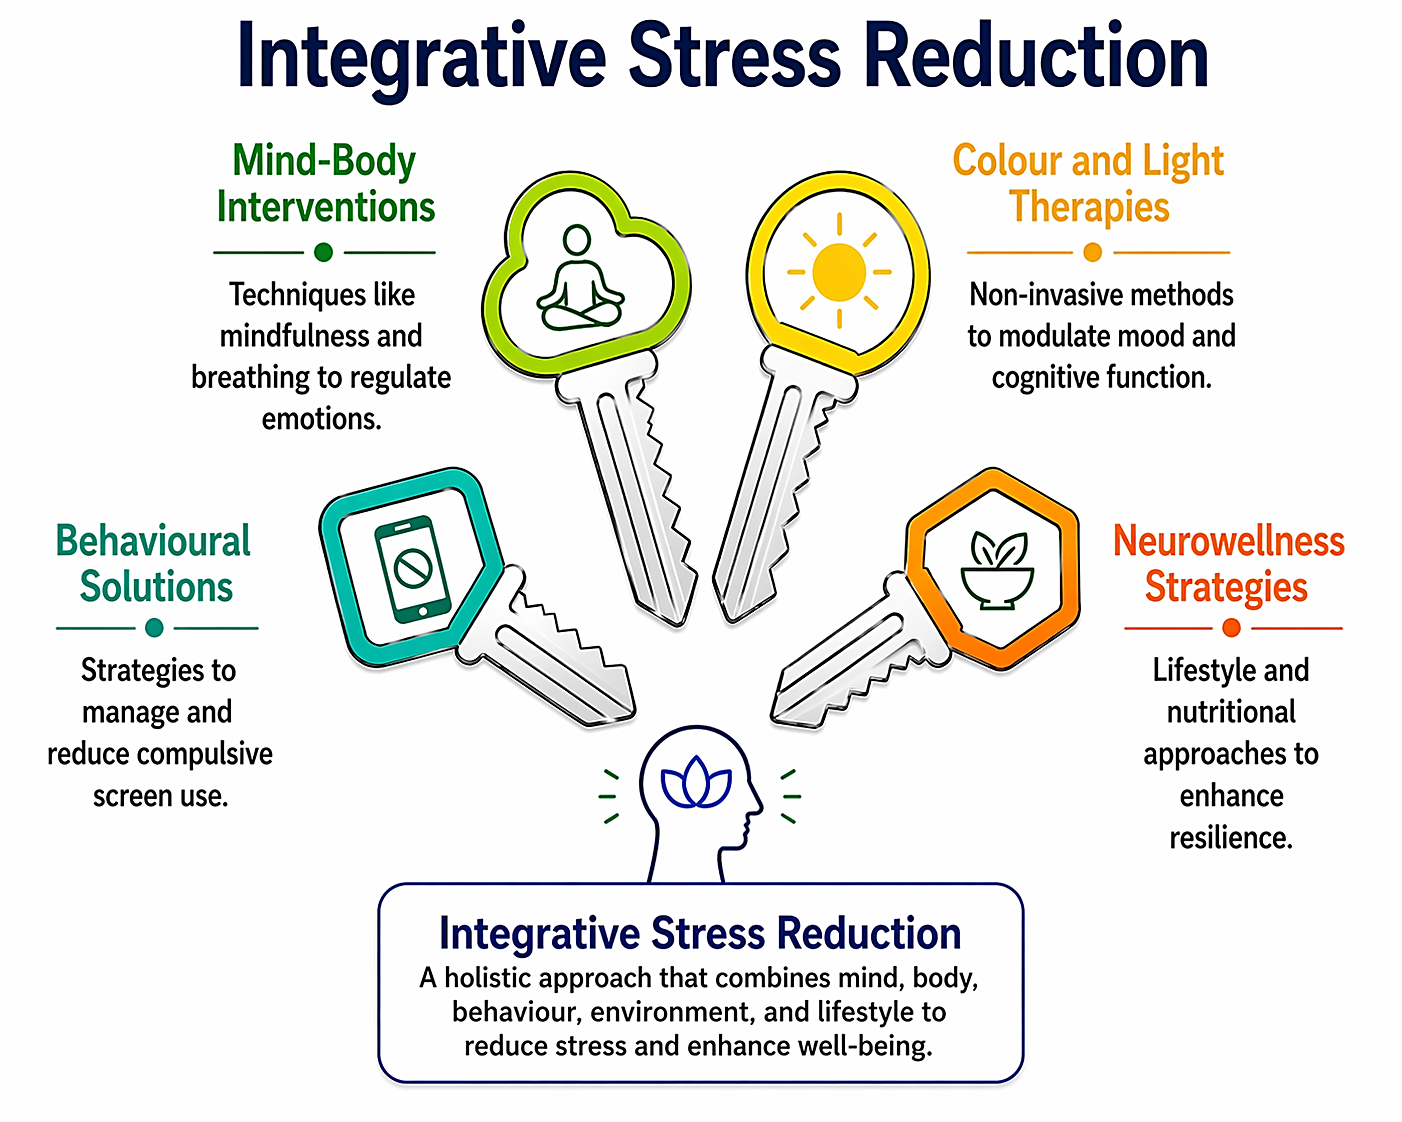 Integrative Stress Reduction
Mind-Body
Interventions
Techniques like
mindfulness and
breathing to regulate
emotions.
Colour and Light
Therapies
Non-invasive methods
to modulate mood and
cognitive function.
Behavioural
Solutions
Strategies to
manage and
reduce compulsive
screen use.
Neurowellness
Strategies
Lifestyle and
nutritional
approaches to
enhance
resilience.
Integrative Stress Reduction
A holistic approach that combines mind, body,
behaviour, environment, and lifestyle to
reduce stress and enhance well-being.